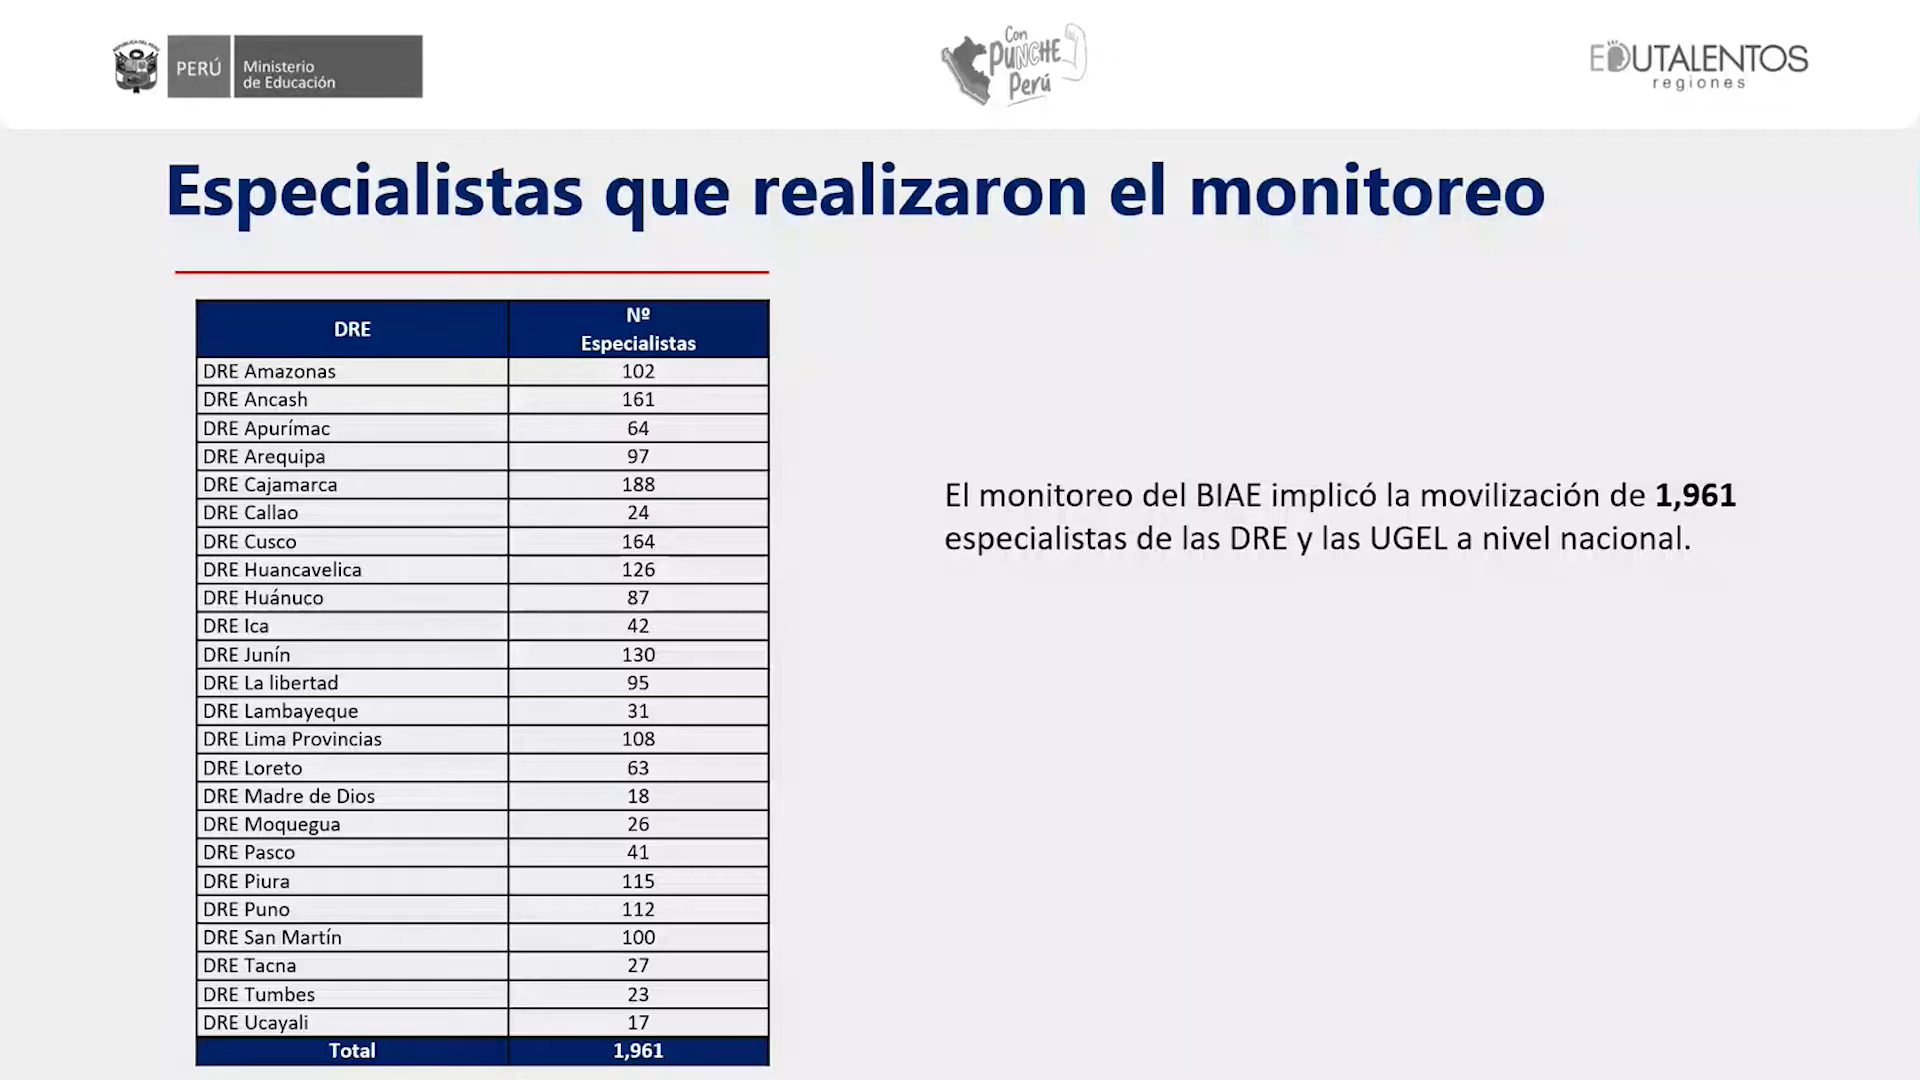 REPÚBLICA DEL PERÚ
PERÚ
Ministerio
de Educación
Con
PUNCHE
Perú
EDUTALENTOS
regiones
Especialistas que realizaron el monitoreo
DRE Nº Especialistas
DRE Amazonas 102
DRE Ancash 161
DRE Apurímac 64
DRE Arequipa 97
DRE Cajamarca 188
DRE Callao 24
DRE Cusco 164
DRE Huancavelica 126
DRE Huánuco 87
DRE Ica 42
DRE Junín 130
DRE La libertad 95
DRE Lambayeque 31
DRE Lima Provincias 108
DRE Loreto 63
DRE Madre de Dios 18
DRE Moquegua 26
DRE Pasco 41
DRE Piura 115
DRE Puno 112
DRE San Martín 100
DRE Tacna 27
DRE Tumbes 23
DRE Ucayali 17
Total 1,961
El monitoreo del BIAE implicó la movilización de 1,961
especialistas de las DRE y las UGEL a nivel nacional.